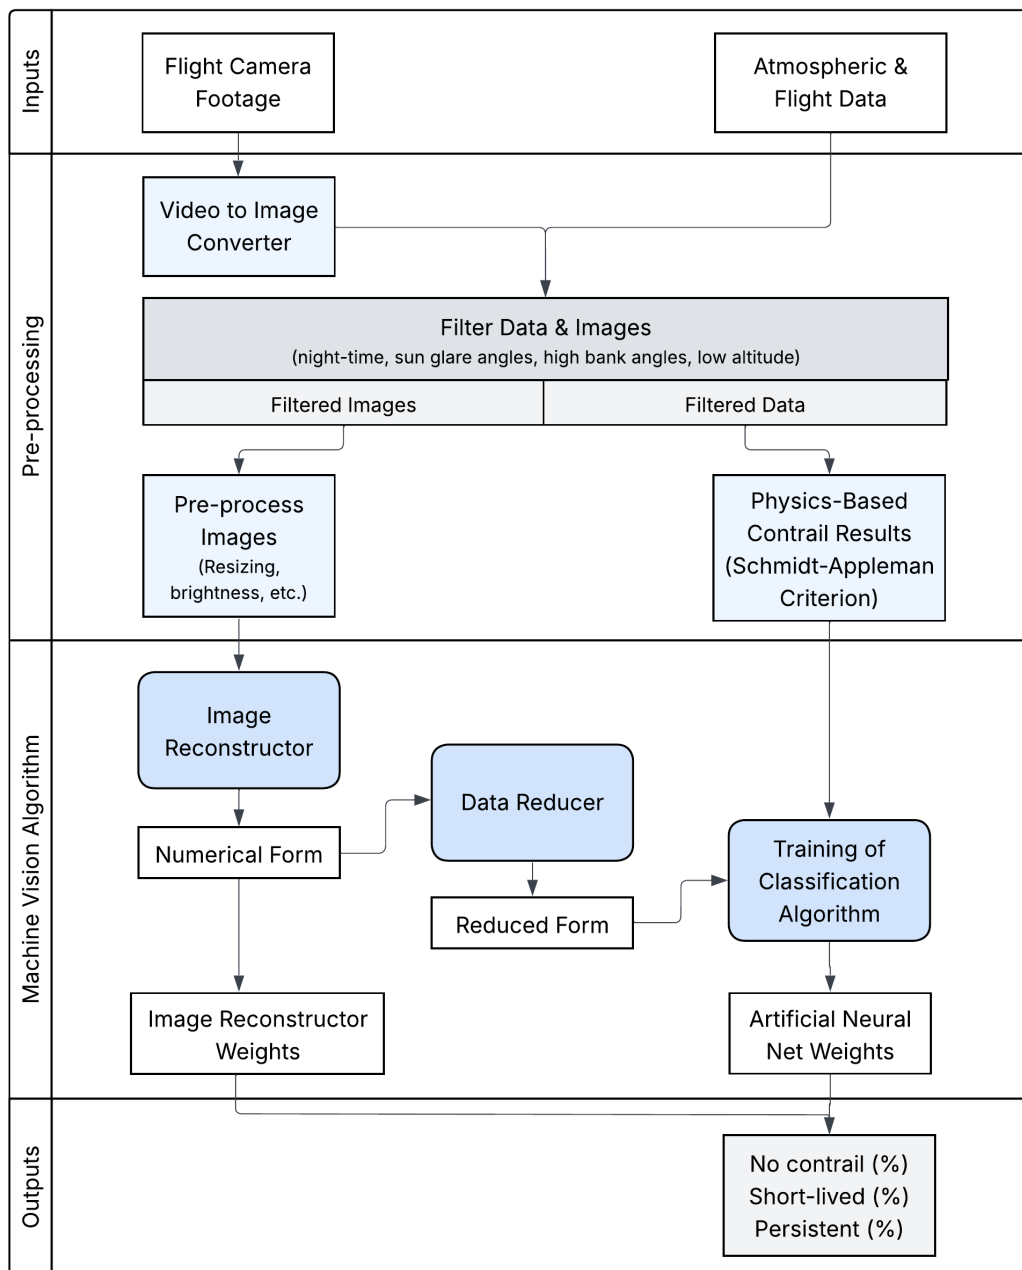 Inputs
Flight Camera
Footage
Atmospheric &
Flight Data
Pre-processing
Video to Image
Converter
Filter Data & Images
(night-time, sun glare angles, high bank angles, low altitude)
Filtered Images
Filtered Data
Pre-process
Images
(Resizing,
brightness, etc.)
Physics-Based
Contrail Results
(Schmidt-Appleman
Criterion)
Machine Vision Algorithm
Image
Reconstructor
Numerical Form
Data Reducer
Reduced Form
Training of
Classification
Algorithm
Image Reconstructor
Weights
Artificial Neural
Net Weights
Outputs
No contrail (%)
Short-lived (%)
Persistent (%)